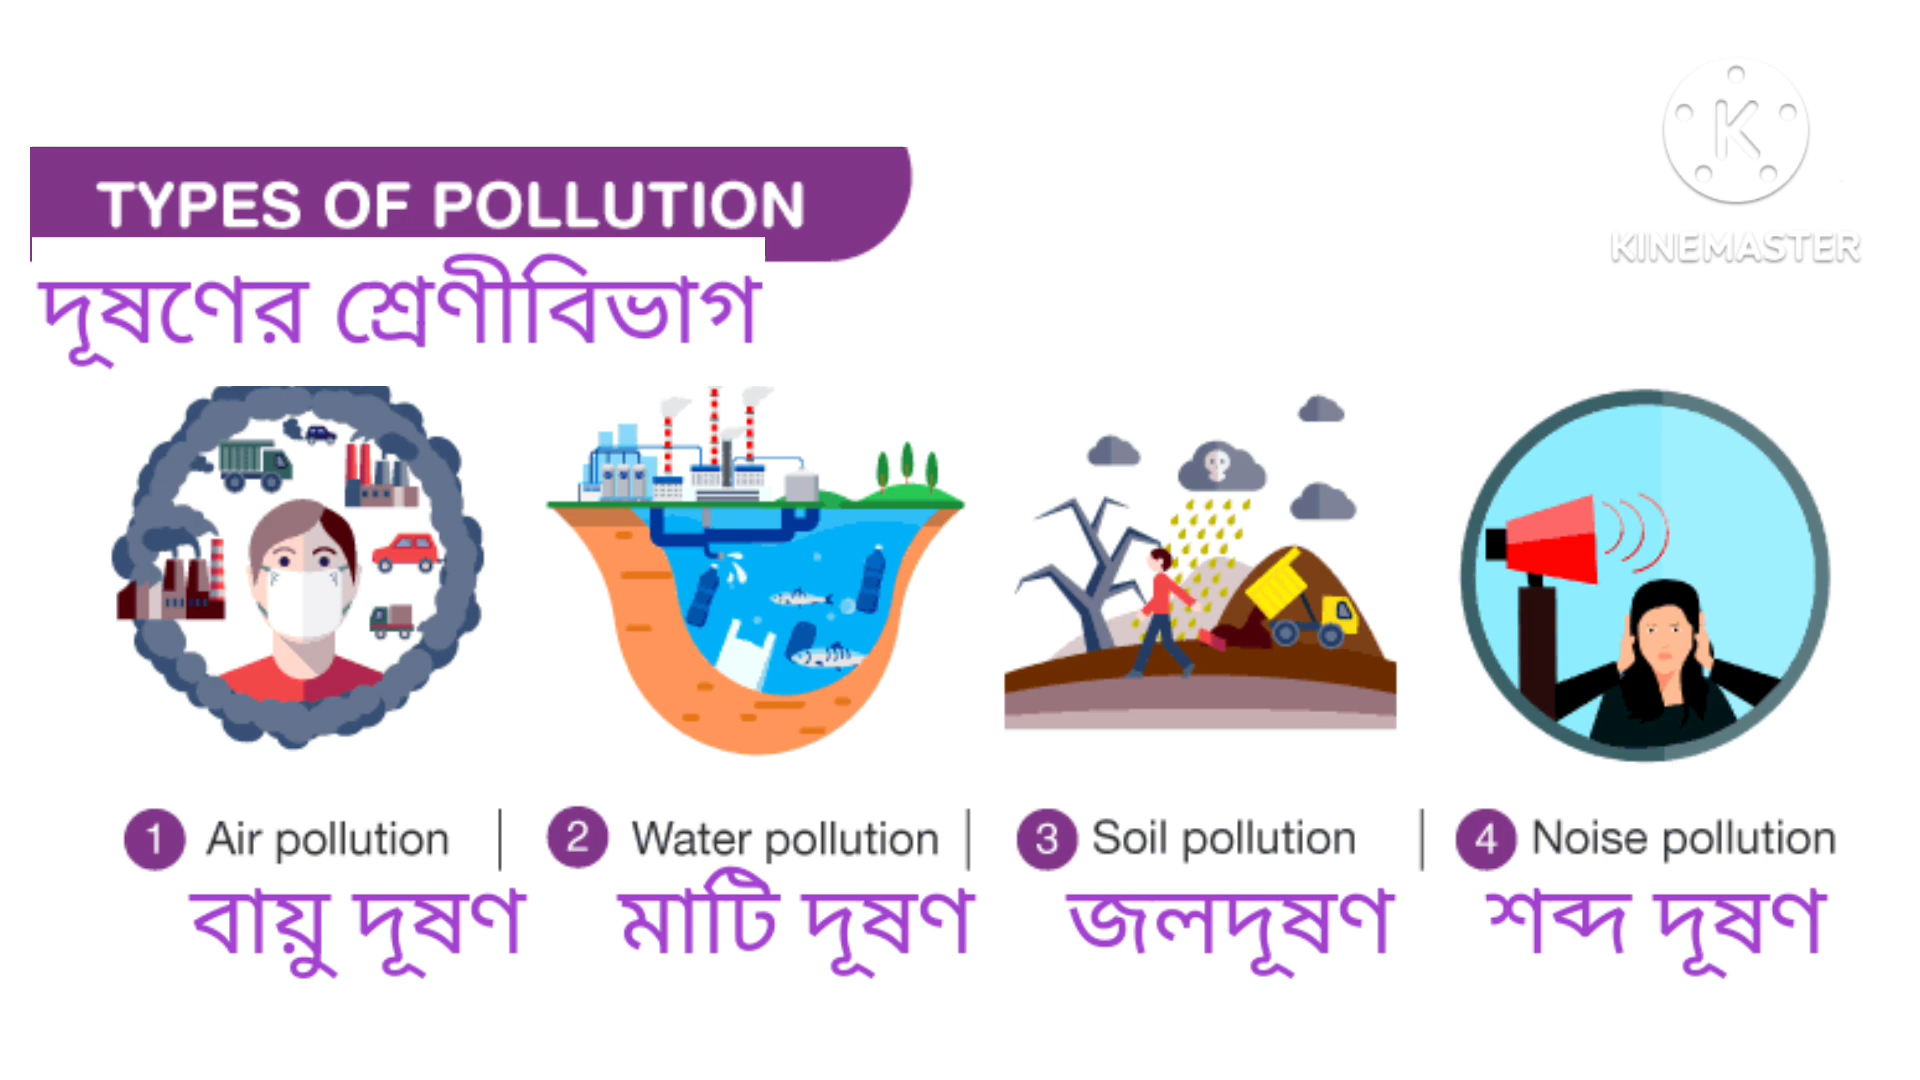 TYPES OF POLLUTION
দূষণের শ্রেণীবিভাগ
K
KINEMASTER
1 Air pollution | 2 Water pollution | 3 Soil pollution | 4 Noise pollution
বায়ু দূষণ মাটি দূষণ জলদূষণ শব্দ দূষণ